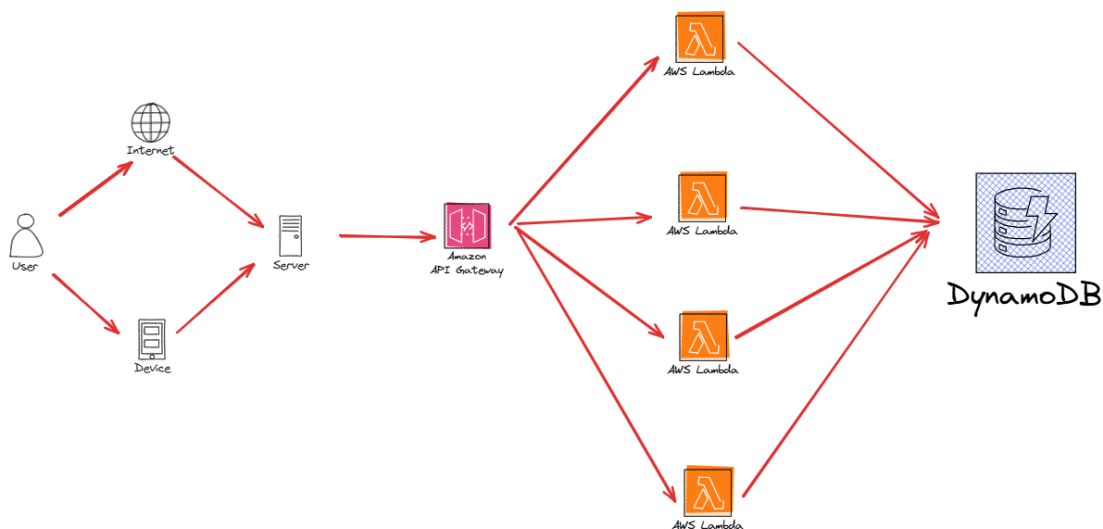 AWS Lambda
Internet
User
Server
Amazon
API Gateway
AWS Lambda
DynamoDB
Device
AWS Lambda
AWS Lambda